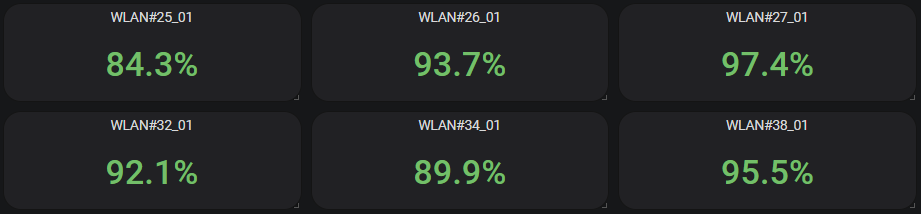 WLAN#25_01
84.3%
WLAN#26_01
93.7%
WLAN#27_01
97.4%
WLAN#32_01
92.1%
WLAN#34_01
89.9%
WLAN#38_01
95.5%